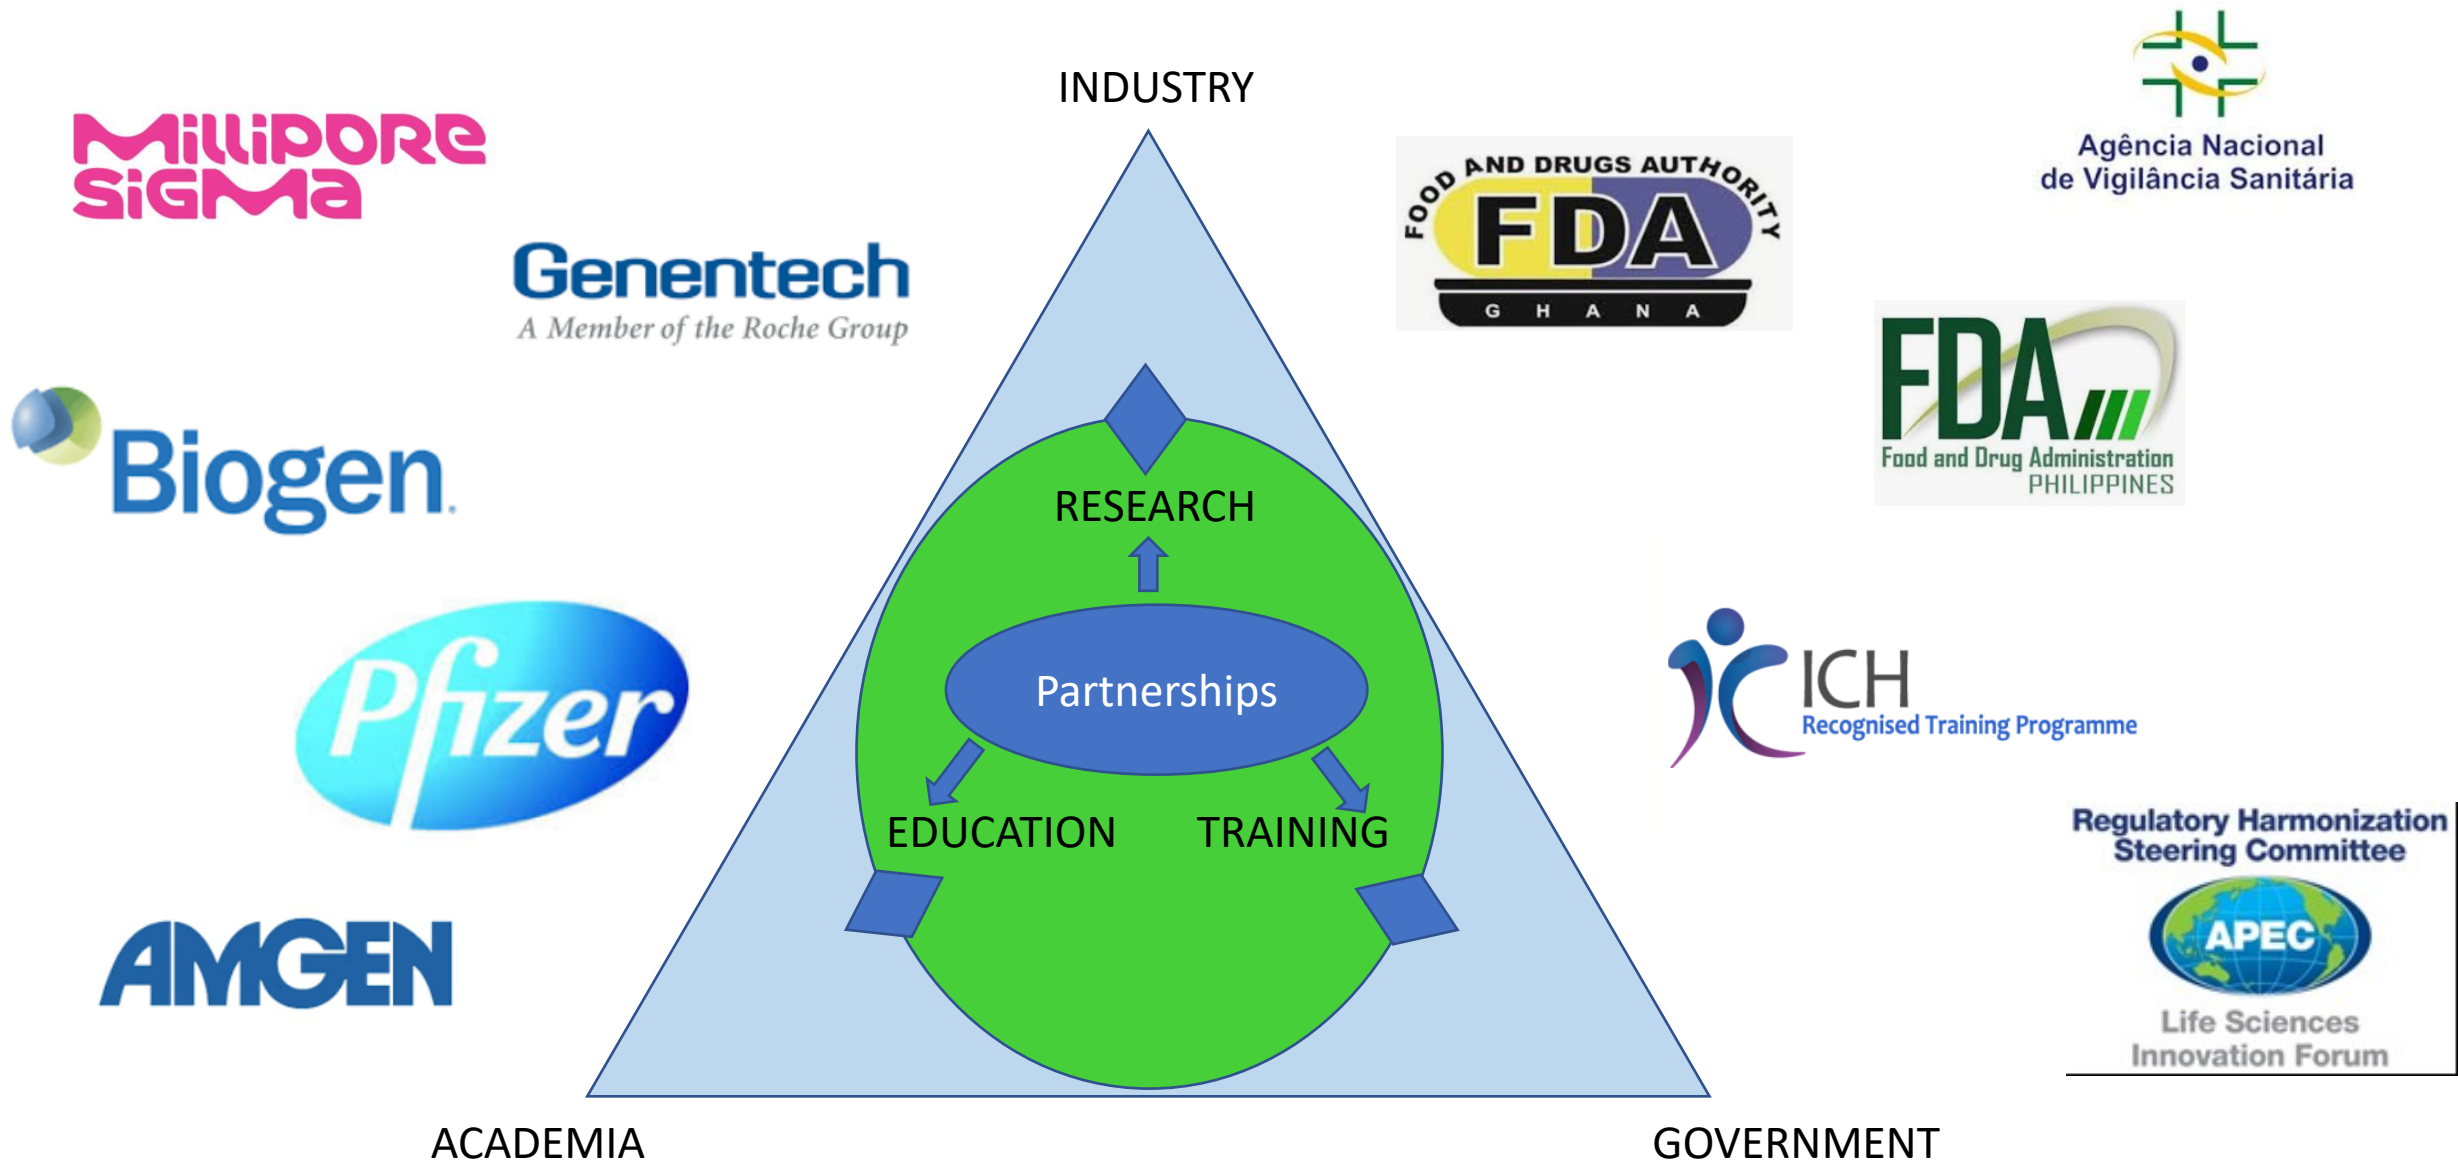 INDUSTRY
MILLIPORE
SIGMA
Genentech
A Member of the Roche Group
Biogen.
Pfizer
AMGEN
FOOD AND DRUGS AUTHORITY
FDA
GHANA
Agência Nacional
de Vigilância Sanitária
FDA
Food and Drug Administration
PHILIPPINES
ICH
Recognised Training Programme
Regulatory Harmonization
Steering Committee
APEC
Life Sciences
Innovation Forum
RESEARCH
Partnerships
EDUCATION
TRAINING
ACADEMIA
GOVERNMENT